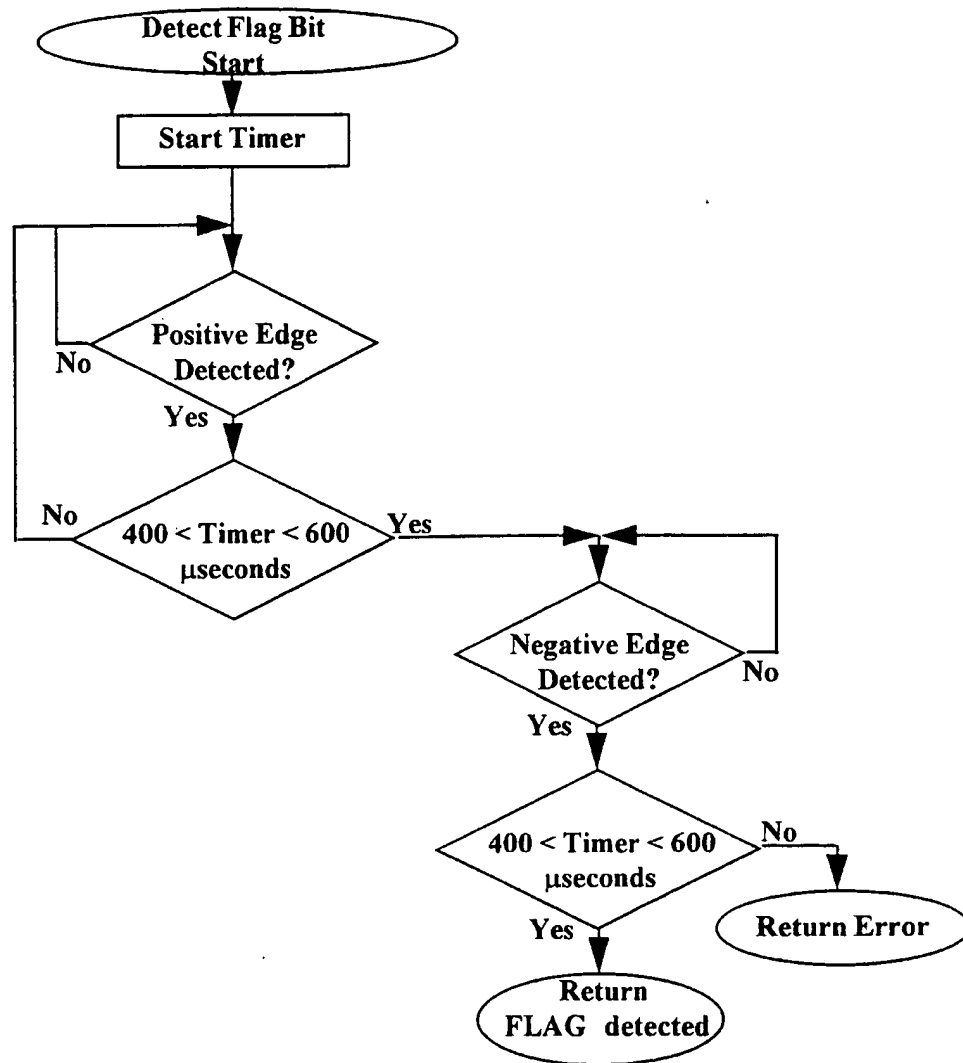 Detect Flag Bit
Start
Start Timer
Positive Edge
Detected?
No
Yes
400 < Timer < 600
μseconds
No
Yes
Negative Edge
Detected?
No
Yes
400 < Timer < 600
μseconds
No
Return Error
Yes
Return
FLAG detected